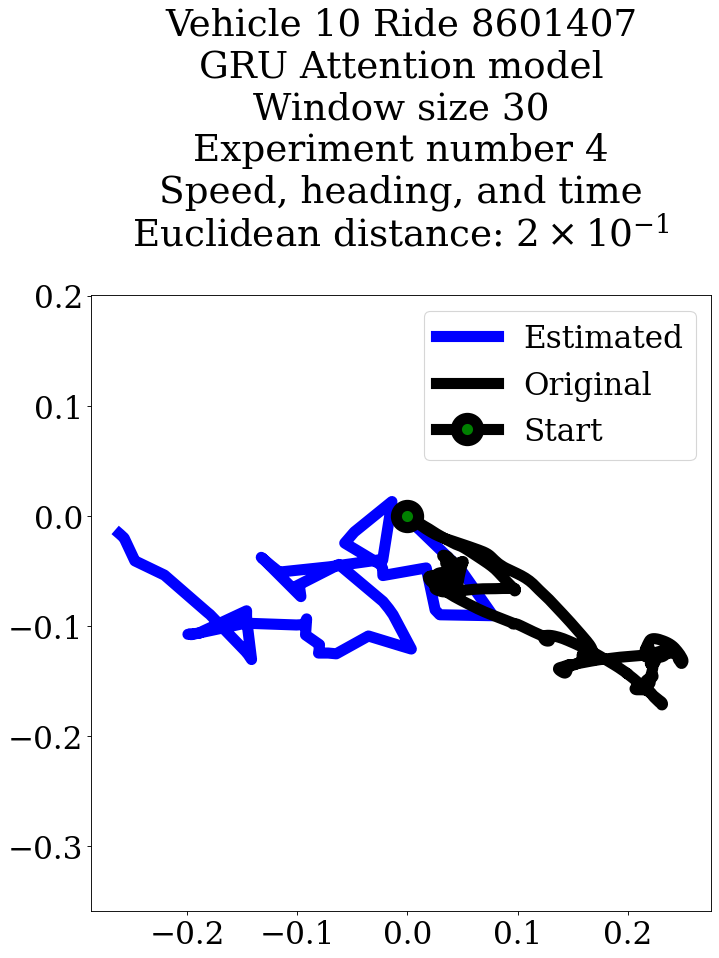 Vehicle 10 Ride 8601407
GRU Attention model
Window size 30
Experiment number 4
Speed, heading, and time
Euclidean distance: 2 × 10⁻¹
Estimated
Original
Start
0.2
0.1
0.0
−0.1
−0.2
−0.3
−0.2 −0.1 0.0 0.1 0.2